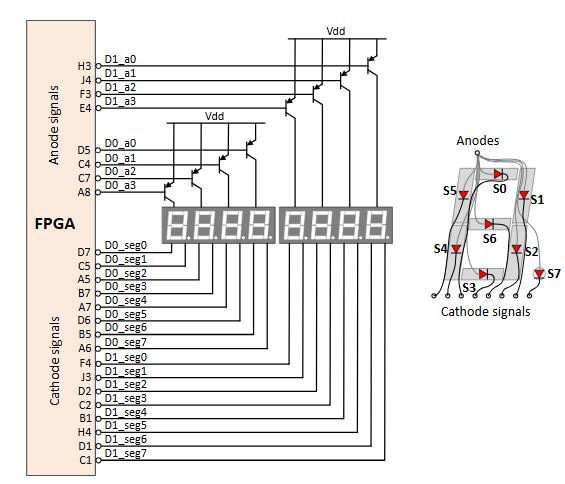 Vdd
H3 D1_a0
J4 D1_a1
F3 D1_a2
E4 D1_a3
Vdd
D5 D0_a0
C4 D0_a1
C7 D0_a2
A8 D0_a3
Anode signals
FPGA
Cathode signals
D7 D0_seg0
C5 D0_seg1
A5 D0_seg2
B7 D0_seg3
A7 D0_seg4
D6 D0_seg5
B5 D0_seg6
A6 D0_seg7
F4 D1_seg0
J3 D1_seg1
D2 D1_seg2
C2 D1_seg3
B1 D1_seg4
H4 D1_seg5
D1 D1_seg6
C1 D1_seg7
Anodes
S5 S0 S1
S6
S4 S2
S3 S7
Cathode signals